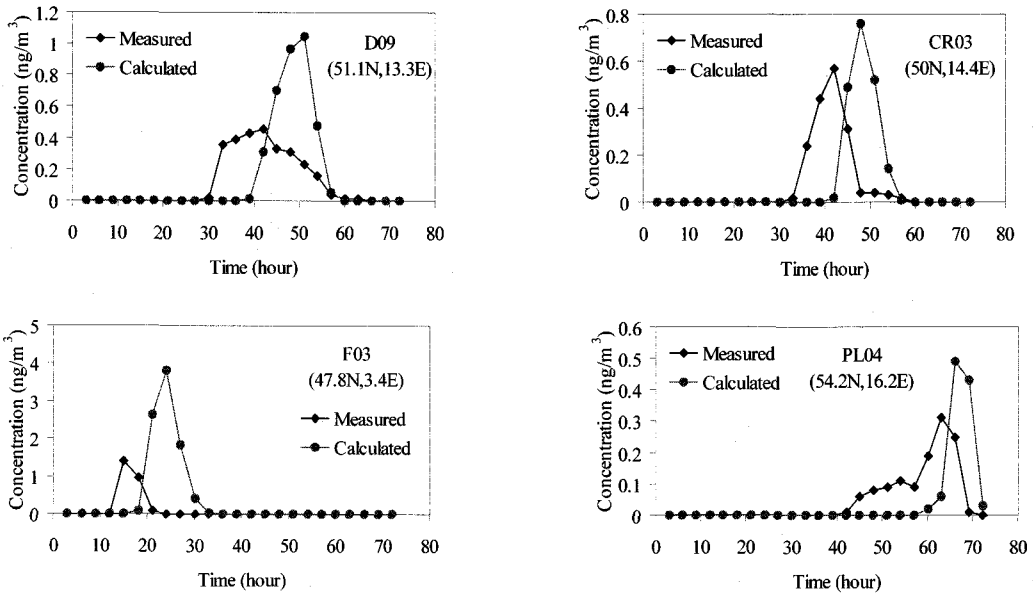 Concentration (ng/m³)
1.2
1
0.8
0.6
0.4
0.2
0
Measured
Calculated
D09
(51.1N,13.3E)
0 10 20 30 40 50 60 70 80
Time (hour)
Concentration (ng/m³)
0.8
0.6
0.4
0.2
0
Measured
Calculated
CR03
(50N,14.4E)
0 10 20 30 40 50 60 70 80
Time (hour)
Concentration (ng/m³)
5
4
3
2
1
0
F03
(47.8N,3.4E)
Measured
Calculated
0 10 20 30 40 50 60 70 80
Time (hour)
Concentration (ng/m³)
0.6
0.5
0.4
0.3
0.2
0.1
0
Measured
Calculated
PL04
(54.2N,16.2E)
0 10 20 30 40 50 60 70 80
Time (hour)